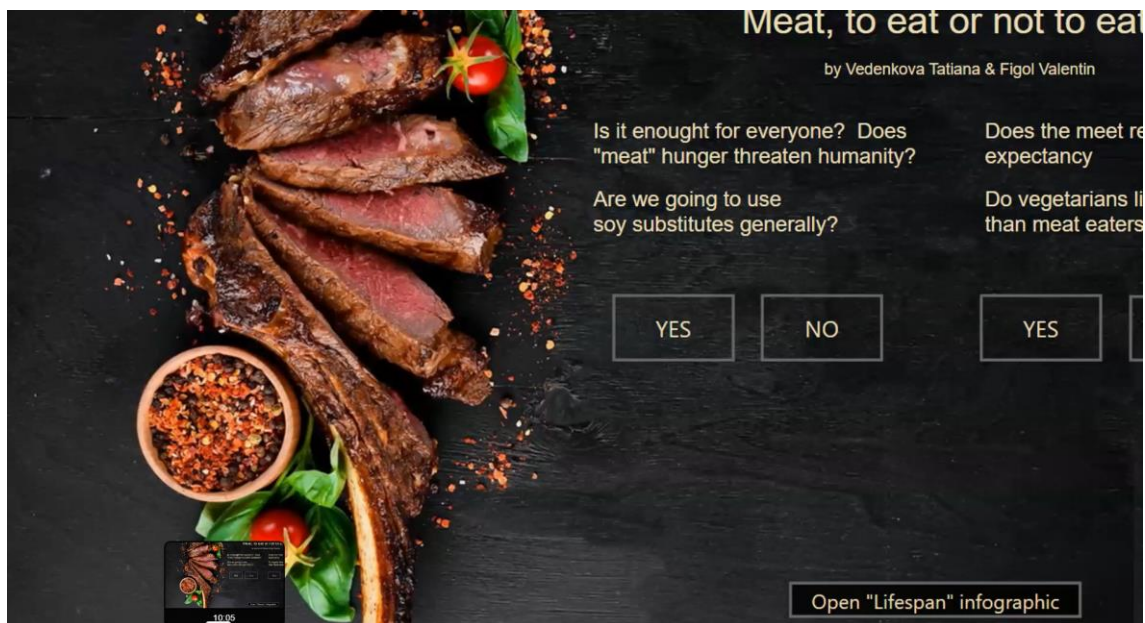 Meat, to eat or not to eat
by Vedenkova Tatiana & Figol Valentin
Is it enought for everyone? Does
"meat" hunger threaten humanity?
Are we going to use
soy substitutes generally?
YES
NO
Does the meet re
expectancy
Do vegetarians li
than meat eaters
YES
Open "Lifespan" infographic
10:05